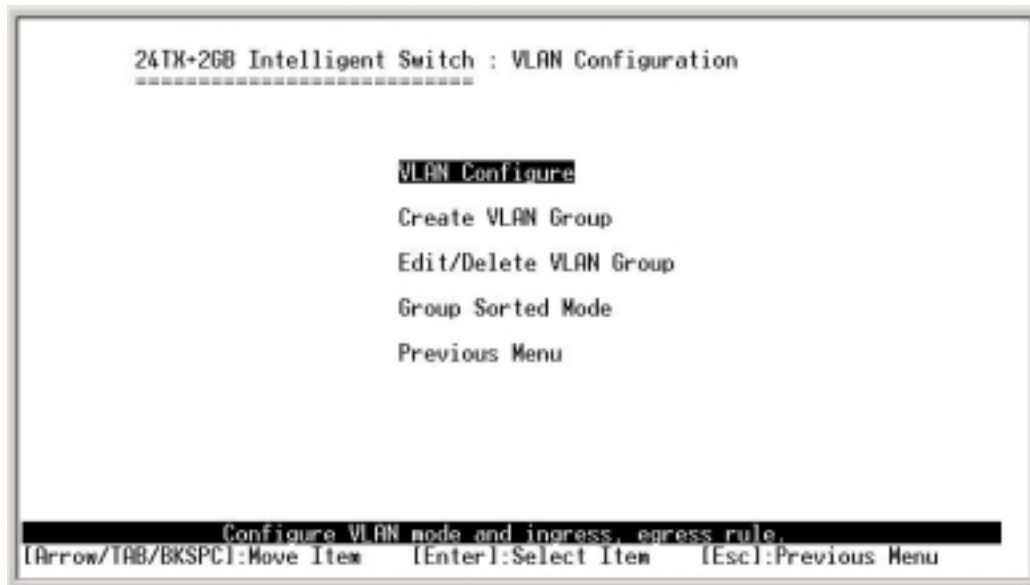 24TX+2GB Intelligent Switch : VLAN Configuration
===========================
VLAN Configure
Create VLAN Group
Edit/Delete VLAN Group
Group Sorted Mode
Previous Menu
Configure VLAN mode and ingress, egress rule.
[Arrow/TAB/BKSPC]:Move Item [Enter]:Select Item [Esc]:Previous Menu